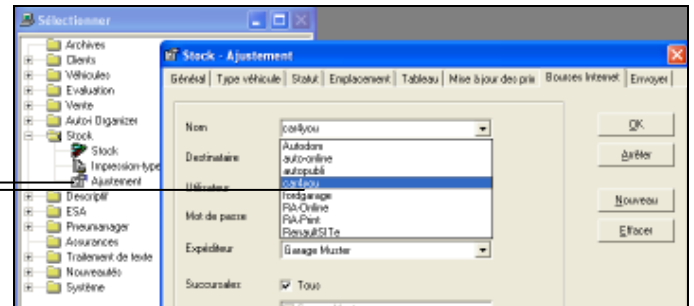 Sélectionner
Archives
Clients
Véhicules
Evaluation
Vente
Auto-i Organizer
Stock
Stock
Impression-type
Ajustement
Descriptif
ESA
Pneumanager
Assurances
Traitement de texte
Nouveautés
Système
Stock - Ajustement
Général Type véhicule Statut Emplacement Tableau Mise à jour des prix Bourses Internet Envoyer
Nom car4you
Destinataire
Utilisateur
Mot de passe
Expéditeur Garage Muster
Succursales Tous
Autodom
auto-online
autopubli
car4you
fordgarage
RA-Online
RA-Print
RenaultSITe
OK
Arrêter
Nouveau
Effacer